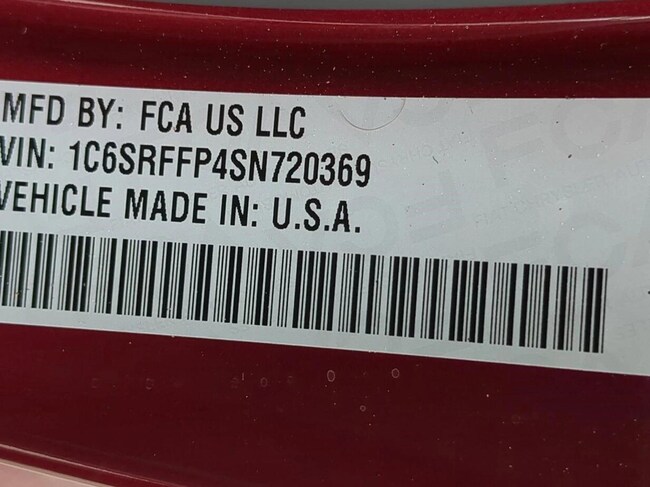 MFD BY: FCA US LLC
VIN: 1C6SRFFP4SN720369
VEHICLE MADE IN: U.S.A.